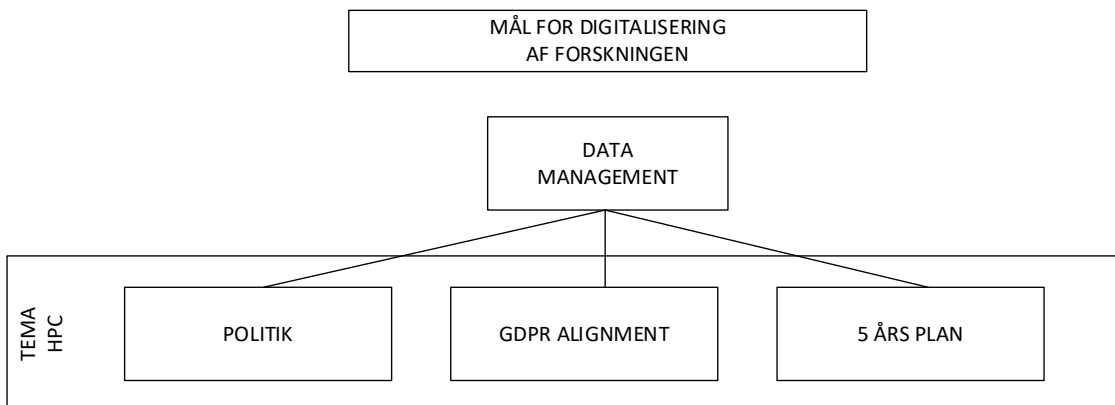 MÅL FOR DIGITALISERING
AF FORSKNINGEN
DATA
MANAGEMENT
TEMA
HPC
POLITIK
GDPR ALIGNMENT
5 ÅRS PLAN